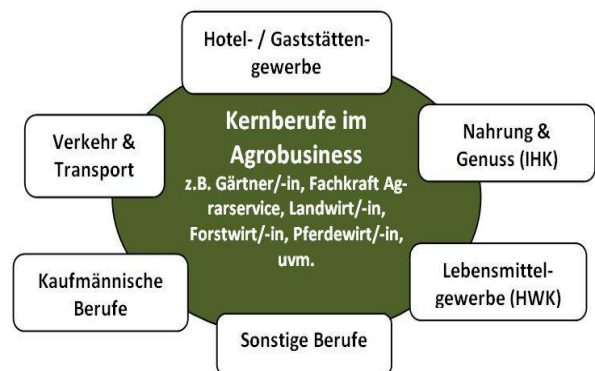 Hotel- / Gaststätten-
gewerbe
Kernberufe im
Agrobusiness
z.B. Gärtner/-in, Fachkraft Ag-
rarservice, Landwirt/-in,
Forstwirt/-in, Pferdewirt/-in,
uvm.
Verkehr &
Transport
Nahrung &
Genuss (IHK)
Kaufmännische
Berufe
Lebensmittel-
gewerbe (HWK)
Sonstige Berufe